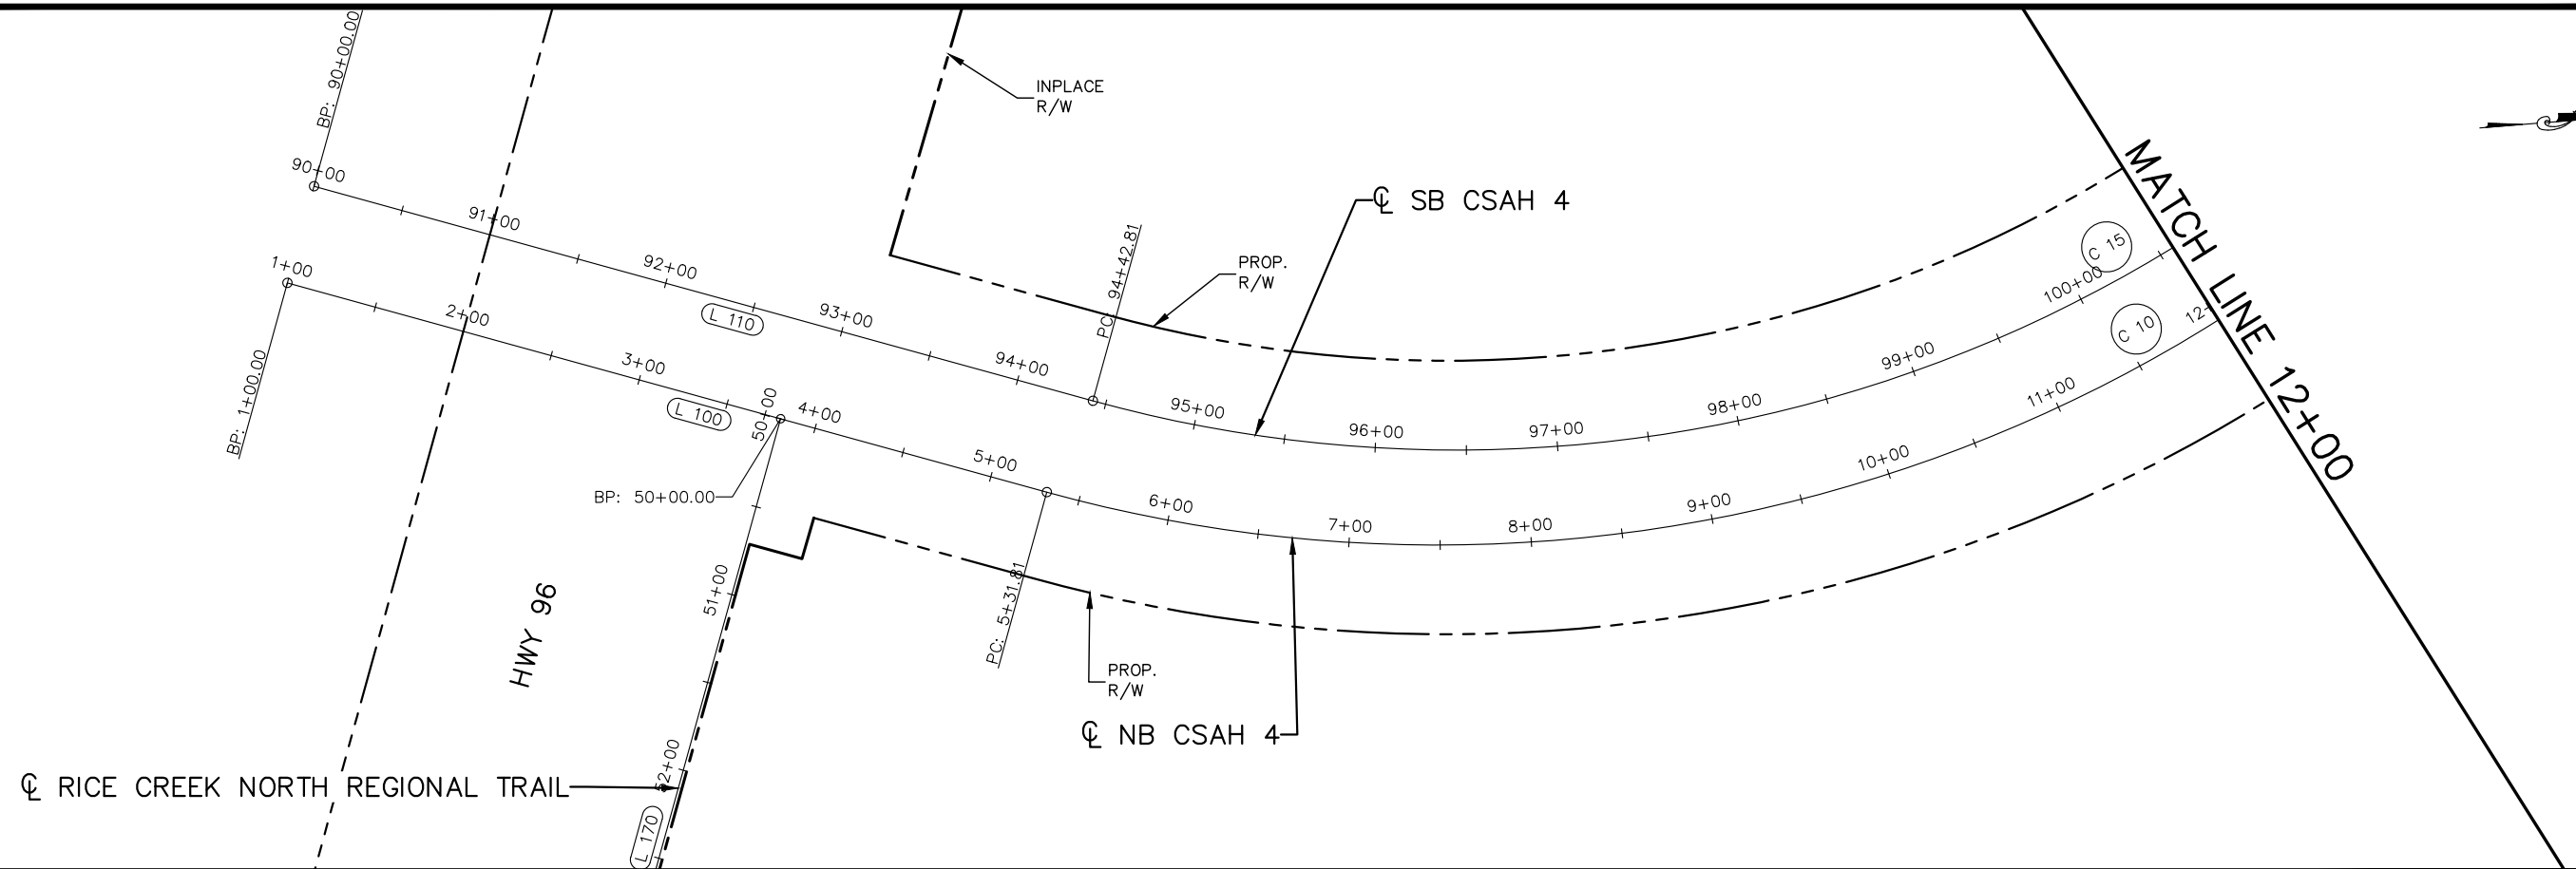 BP: 90+00.00
90+00
91+00
92+00
L 110
93+00
94+00
PC: 94+42.81
95+00
96+00
97+00
98+00
99+00
100+00
C 15
INPLACE
R/W
PROP.
R/W
℄ SB CSAH 4
MATCH LINE 12+00
1+00
BP: 1+00.00
2+00
3+00
L 100
50+00
4+00
BP: 50+00.00
5+00
PC: 5+31.81
6+00
7+00
8+00
9+00
10+00
11+00
C 10
51+00
52+00
L 170
HWY 96
PROP.
R/W
℄ NB CSAH 4
℄ RICE CREEK NORTH REGIONAL TRAIL